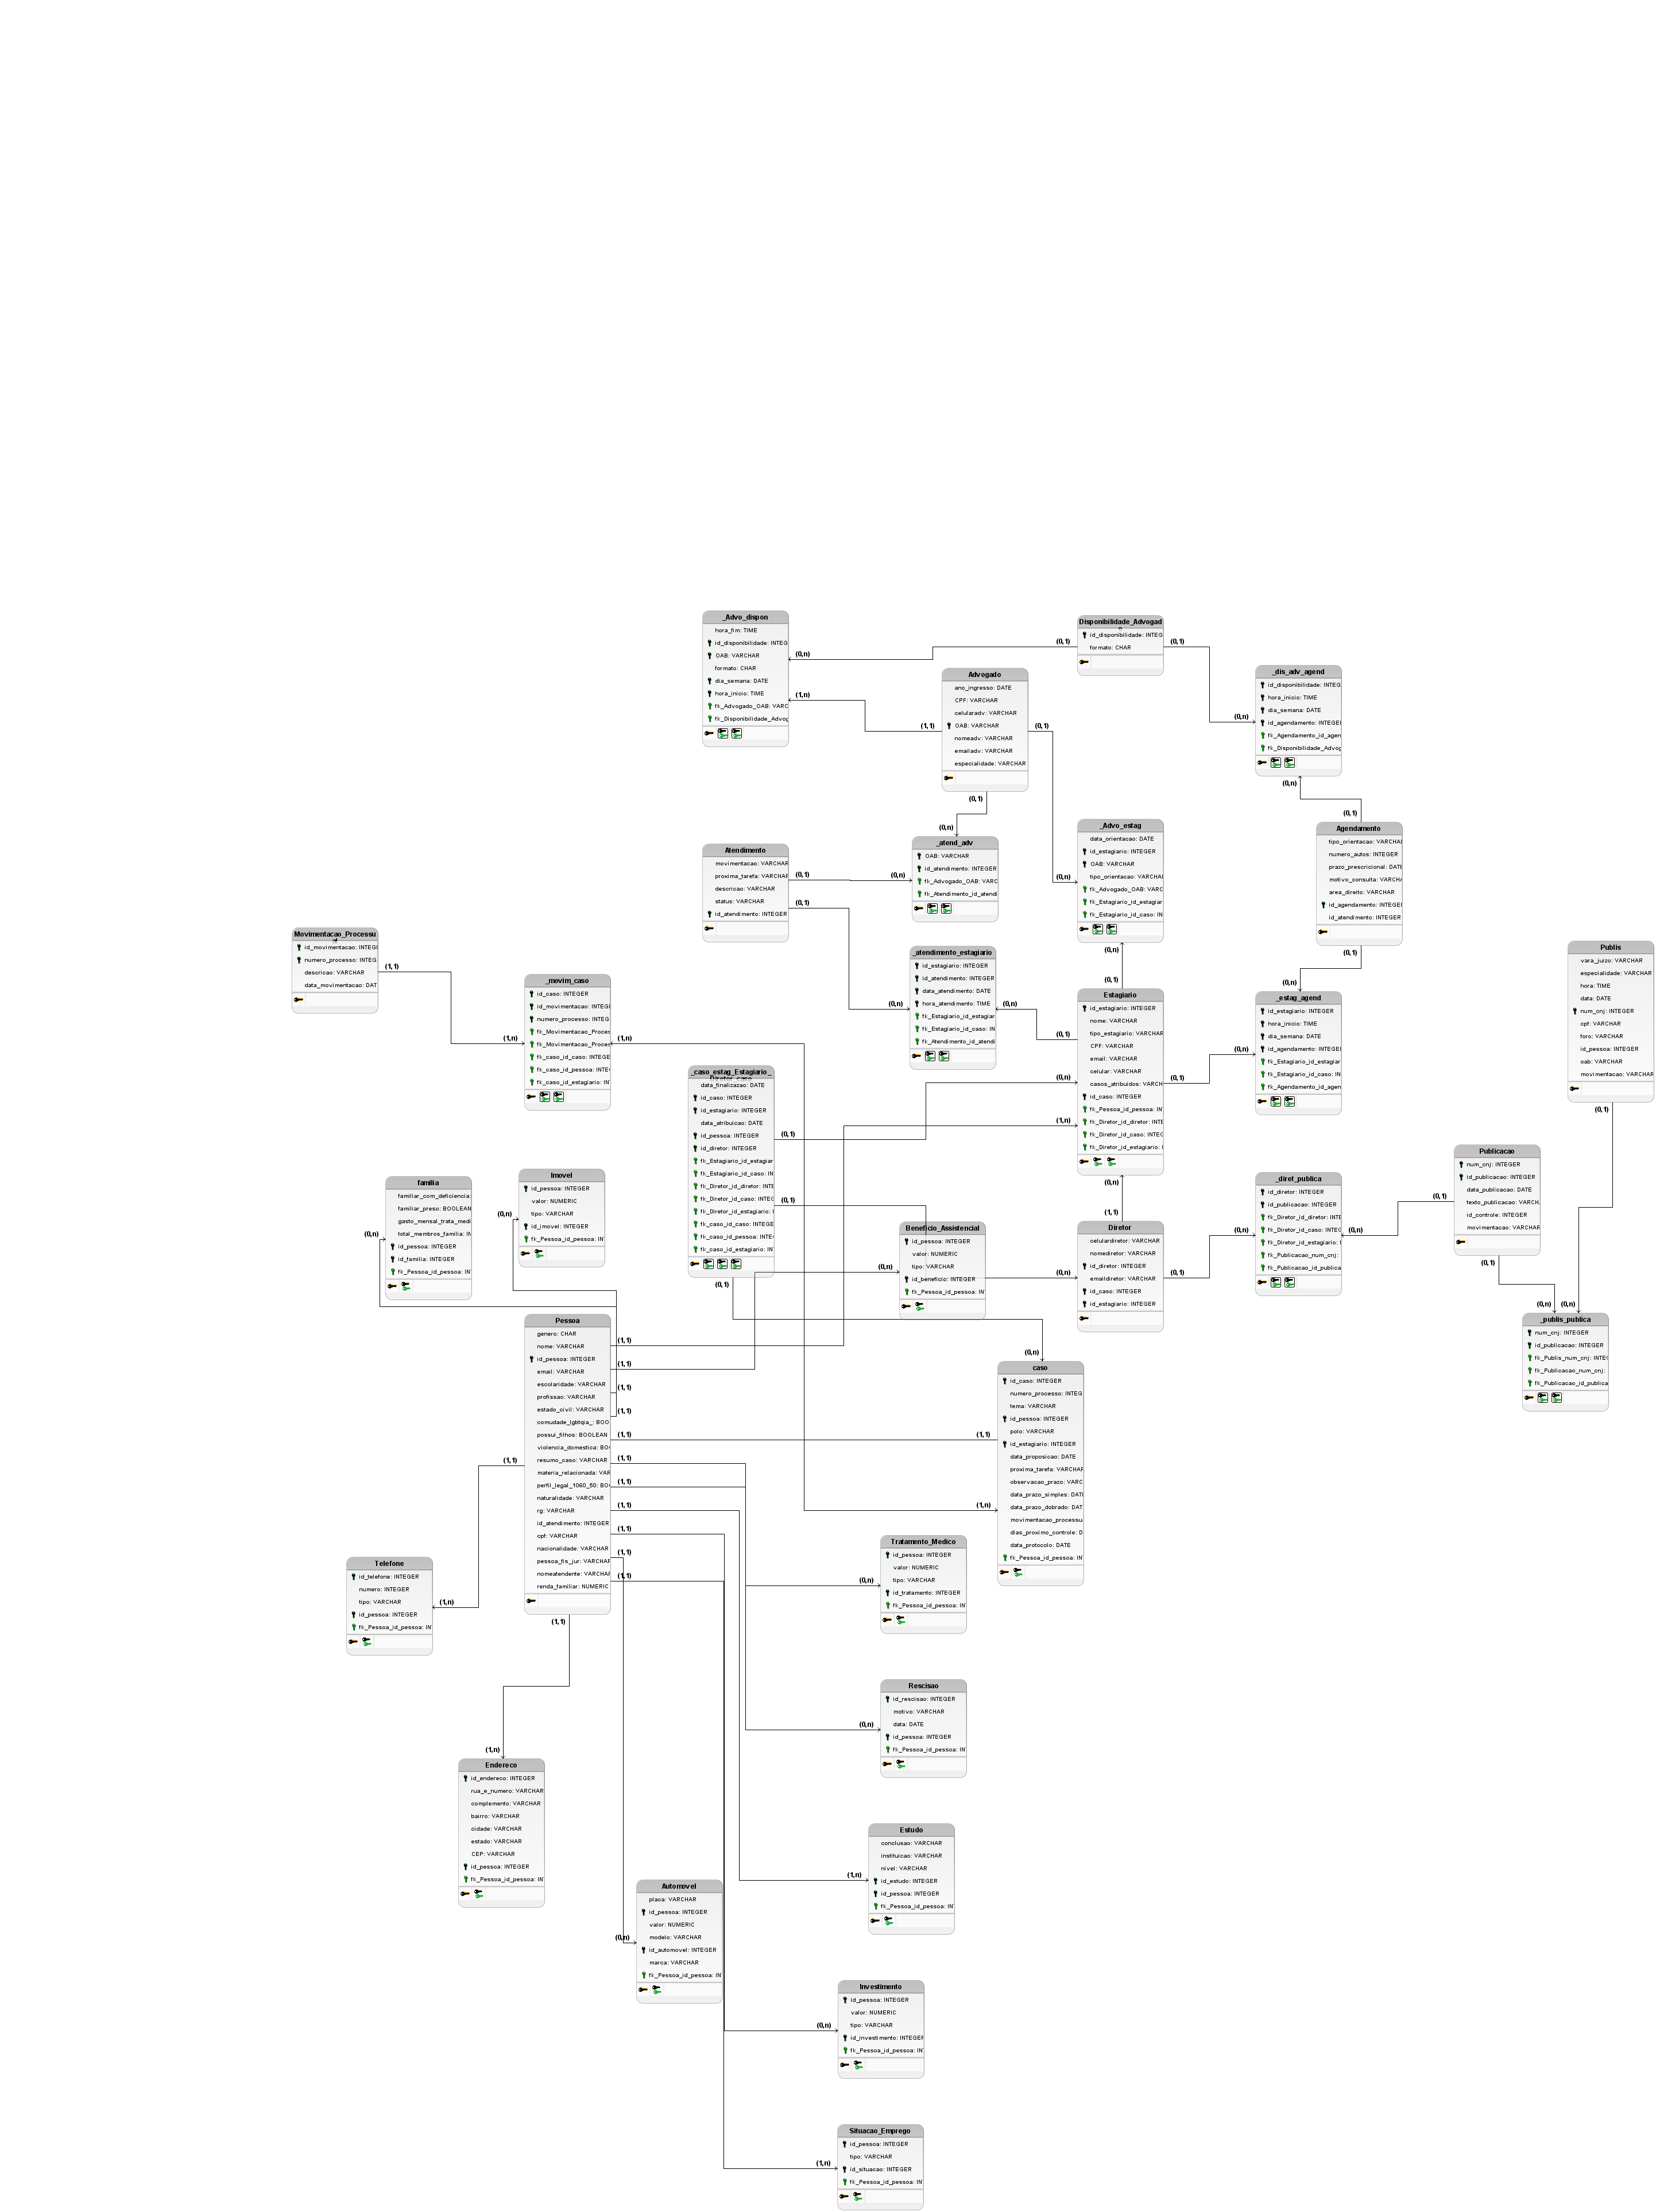 _Advo_dispon
hora_fim: TIME
id_disponibilidade: INTEG
OAB: VARCHAR
formato: CHAR
dia_semana: DATE
hora_inicio: TIME
fk_Advogado_OAB: VARC
fk_Disponibilidade_Advog
(0,n)
(1,n)
Disponibilidade_Advogad
id_disponibilidade: INTEG
formato: CHAR
(0,1)
(0,1)
Advogado
ano_ingresso: DATE
CPF: VARCHAR
celularadv: VARCHAR
OAB: VARCHAR
nomeadv: VARCHAR
emailadv: VARCHAR
especialidade: VARCHAR
(1,1)
(0,1)
(0,1)
_dis_adv_agend
id_disponibilidade: INTEG
hora_inicio: TIME
dia_semana: DATE
id_agendamento: INTEGEI
fk_Agendamento_id_agen
fk_Disponibilidade_Advog
(0,n)
(0,n)
Agendamento
tipo_orientacao: VARCHAI
numero_autos: INTEGER
prazo_prescricional: DATE
motivo_consulta: VARCHA
area_direito: VARCHAR
id_agendamento: INTEGEI
id_atendimento: INTEGER
(0,1)
(0,1)
_Advo_estag
data_orientacao: DATE
id_estagiario: INTEGER
OAB: VARCHAR
tipo_orientacao: VARCHAI
fk_Advogado_OAB: VARC
fk_Estagiario_id_estagiar
fk_Estagiario_id_caso: IN
(0,n)
(0,n)
_atend_adv
OAB: VARCHAR
id_atendimento: INTEGER
fk_Advogado_OAB: VARC
fk_Atendimento_id_atendi
(0,n)
(0,n)
Atendimento
movimentacao: VARCHAR
proxima_tarefa: VARCHAR
descricao: VARCHAR
status: VARCHAR
id_atendimento: INTEGER
(0,1)
(0,1)
Movimentacao_Processu
id_movimentacao: INTEGI
numero_processo: INTEG
descricao: VARCHAR
data_movimentacao: DAT
(1,1)
_movim_caso
id_caso: INTEGER
id_movimentacao: INTEGI
numero_processo: INTEG
fk_Movimentacao_Proces
fk_Movimentacao_Proces
fk_caso_id_caso: INTEGE
fk_caso_id_pessoa: INTE
fk_caso_id_estagiario: IN
(1,n)
(1,n)
_atendimento_estagiario
id_estagiario: INTEGER
id_atendimento: INTEGER
data_atendimento: DATE
hora_atendimento: TIME
fk_Estagiario_id_estagiar
fk_Estagiario_id_caso: IN
fk_Atendimento_id_atendi
(0,n)
(0,n)
Estagiario
id_estagiario: INTEGER
nome: VARCHAR
tipo_estagiario: VARCHAR
CPF: VARCHAR
email: VARCHAR
celular: VARCHAR
casos_atribuidos: VARCH
id_caso: INTEGER
fk_Pessoa_id_pessoa: IN
fk_Diretor_id_diretor: INTE
fk_Diretor_id_caso: INTEG
fk_Diretor_id_estagiario: I
(0,1)
(0,1)
(0,1)
(0,n)
(1,n)
(0,n)
_estag_agend
id_estagiario: INTEGER
hora_inicio: TIME
dia_semana: DATE
id_agendamento: INTEGEI
fk_Estagiario_id_estagiar
fk_Estagiario_id_caso: IN
fk_Agendamento_id_agen
(0,n)
(0,n)
Publis
vara_juizo: VARCHAR
especialidade: VARCHAR
hora: TIME
data: DATE
num_cnj: INTEGER
cpf: VARCHAR
foro: VARCHAR
id_pessoa: INTEGER
oab: VARCHAR
movimentacao: VARCHAR
(0,1)
_caso_estag_Estagiario_
Diretor_caso
data_finalizazao: DATE
id_caso: INTEGER
id_estagiario: INTEGER
data_atribuicao: DATE
id_pessoa: INTEGER
id_diretor: INTEGER
fk_Estagiario_id_estagiar
fk_Estagiario_id_caso: IN
fk_Diretor_id_diretor: INTE
fk_Diretor_id_caso: INTEG
fk_Diretor_id_estagiario: I
fk_caso_id_caso: INTEGE
fk_caso_id_pessoa: INTE
fk_caso_id_estagiario: IN
(0,1)
(0,1)
(0,1)
Publicacao
num_cnj: INTEGER
id_publicacao: INTEGER
data_publicacao: DATE
texto_publicacao: VARCH.
id_controle: INTEGER
movimentacao: VARCHAR
(0,1)
(0,1)
_diret_publica
id_diretor: INTEGER
id_publicacao: INTEGER
fk_Diretor_id_diretor: INTE
fk_Diretor_id_caso: INTEG
fk_Diretor_id_estagiario: I
fk_Publicacao_num_cnj:
fk_Publicacao_id_publica
(0,n)
(0,n)
familia
familiar_com_deficiencia:
familiar_preso: BOOLEAN
gasto_mensal_trata_medi
total_membros_familia: IN
id_pessoa: INTEGER
id_familia: INTEGER
fk_Pessoa_id_pessoa: IN
(0,n)
Imovel
id_pessoa: INTEGER
valor: NUMERIC
tipo: VARCHAR
id_imovel: INTEGER
fk_Pessoa_id_pessoa: IN
(0,n)
Beneficio_Assistencial
id_pessoa: INTEGER
valor: NUMERIC
tipo: VARCHAR
id_beneficio: INTEGER
fk_Pessoa_id_pessoa: IN
(0,n)
Diretor
celulardiretor: VARCHAR
nomediretor: VARCHAR
id_diretor: INTEGER
emaildiretor: VARCHAR
id_caso: INTEGER
id_estagiario: INTEGER
(1,1)
(0,n)
(0,1)
_publis_publica
num_cnj: INTEGER
id_publicacao: INTEGER
fk_Publis_num_cnj: INTEG
fk_Publicacao_num_cnj:
fk_Publicacao_id_publica
(0,n)
(0,n)
Pessoa
genero: CHAR
nome: VARCHAR
id_pessoa: INTEGER
email: VARCHAR
escolaridade: VARCHAR
profissao: VARCHAR
estado_civil: VARCHAR
comudade_lgbtqia_: BOO
possui_filhos: BOOLEAN
violencia_domestica: BOO
resumo_caso: VARCHAR
materia_relacionada: VAR
perfil_legal_1060_50: BOO
naturalidade: VARCHAR
rg: VARCHAR
id_atendimento: INTEGER
cpf: VARCHAR
nacionalidade: VARCHAR
pessoa_fis_jur: VARCHAR
nomeatendente: VARCHAI
renda_familiar: NUMERIC
(1,1)
(1,1)
(1,1)
(1,1)
(1,1)
(1,1)
(1,1)
(1,1)
(1,1)
(1,1)
(1,1)
(1,1)
(1,1)
caso
id_caso: INTEGER
numero_processo: INTEG
tema: VARCHAR
id_pessoa: INTEGER
polo: VARCHAR
id_estagiario: INTEGER
data_proposicao: DATE
proxima_tarefa: VARCHAR
observacao_prazo: VARC
data_prazo_simples: DATE
data_prazo_dobrado: DAT
movimentacao_processu
dias_proximo_controle: D
data_protocolo: DATE
fk_Pessoa_id_pessoa: IN
(0,n)
(1,1)
(1,n)
Telefone
id_telefone: INTEGER
numero: INTEGER
tipo: VARCHAR
id_pessoa: INTEGER
fk_Pessoa_id_pessoa: IN
(1,n)
Tratamento_Medico
id_pessoa: INTEGER
valor: NUMERIC
tipo: VARCHAR
id_tratamento: INTEGER
fk_Pessoa_id_pessoa: IN
(0,n)
Rescisao
id_rescisao: INTEGER
motivo: VARCHAR
data: DATE
id_pessoa: INTEGER
fk_Pessoa_id_pessoa: IN
(0,n)
Endereco
id_endereco: INTEGER
rua_e_numero: VARCHAR
complemento: VARCHAR
bairro: VARCHAR
cidade: VARCHAR
estado: VARCHAR
CEP: VARCHAR
id_pessoa: INTEGER
fk_Pessoa_id_pessoa: IN
(1,n)
Estudo
conclusao: VARCHAR
instituicao: VARCHAR
nivel: VARCHAR
id_estudo: INTEGER
id_pessoa: INTEGER
fk_Pessoa_id_pessoa: IN
(1,n)
Automovel
placa: VARCHAR
id_pessoa: INTEGER
valor: NUMERIC
modelo: VARCHAR
id_automovel: INTEGER
marca: VARCHAR
fk_Pessoa_id_pessoa: IN
(0,n)
Investimento
id_pessoa: INTEGER
valor: NUMERIC
tipo: VARCHAR
id_investimento: INTEGER
fk_Pessoa_id_pessoa: IN
(0,n)
Situacao_Emprego
id_pessoa: INTEGER
tipo: VARCHAR
id_situacao: INTEGER
fk_Pessoa_id_pessoa: IN
(1,n)